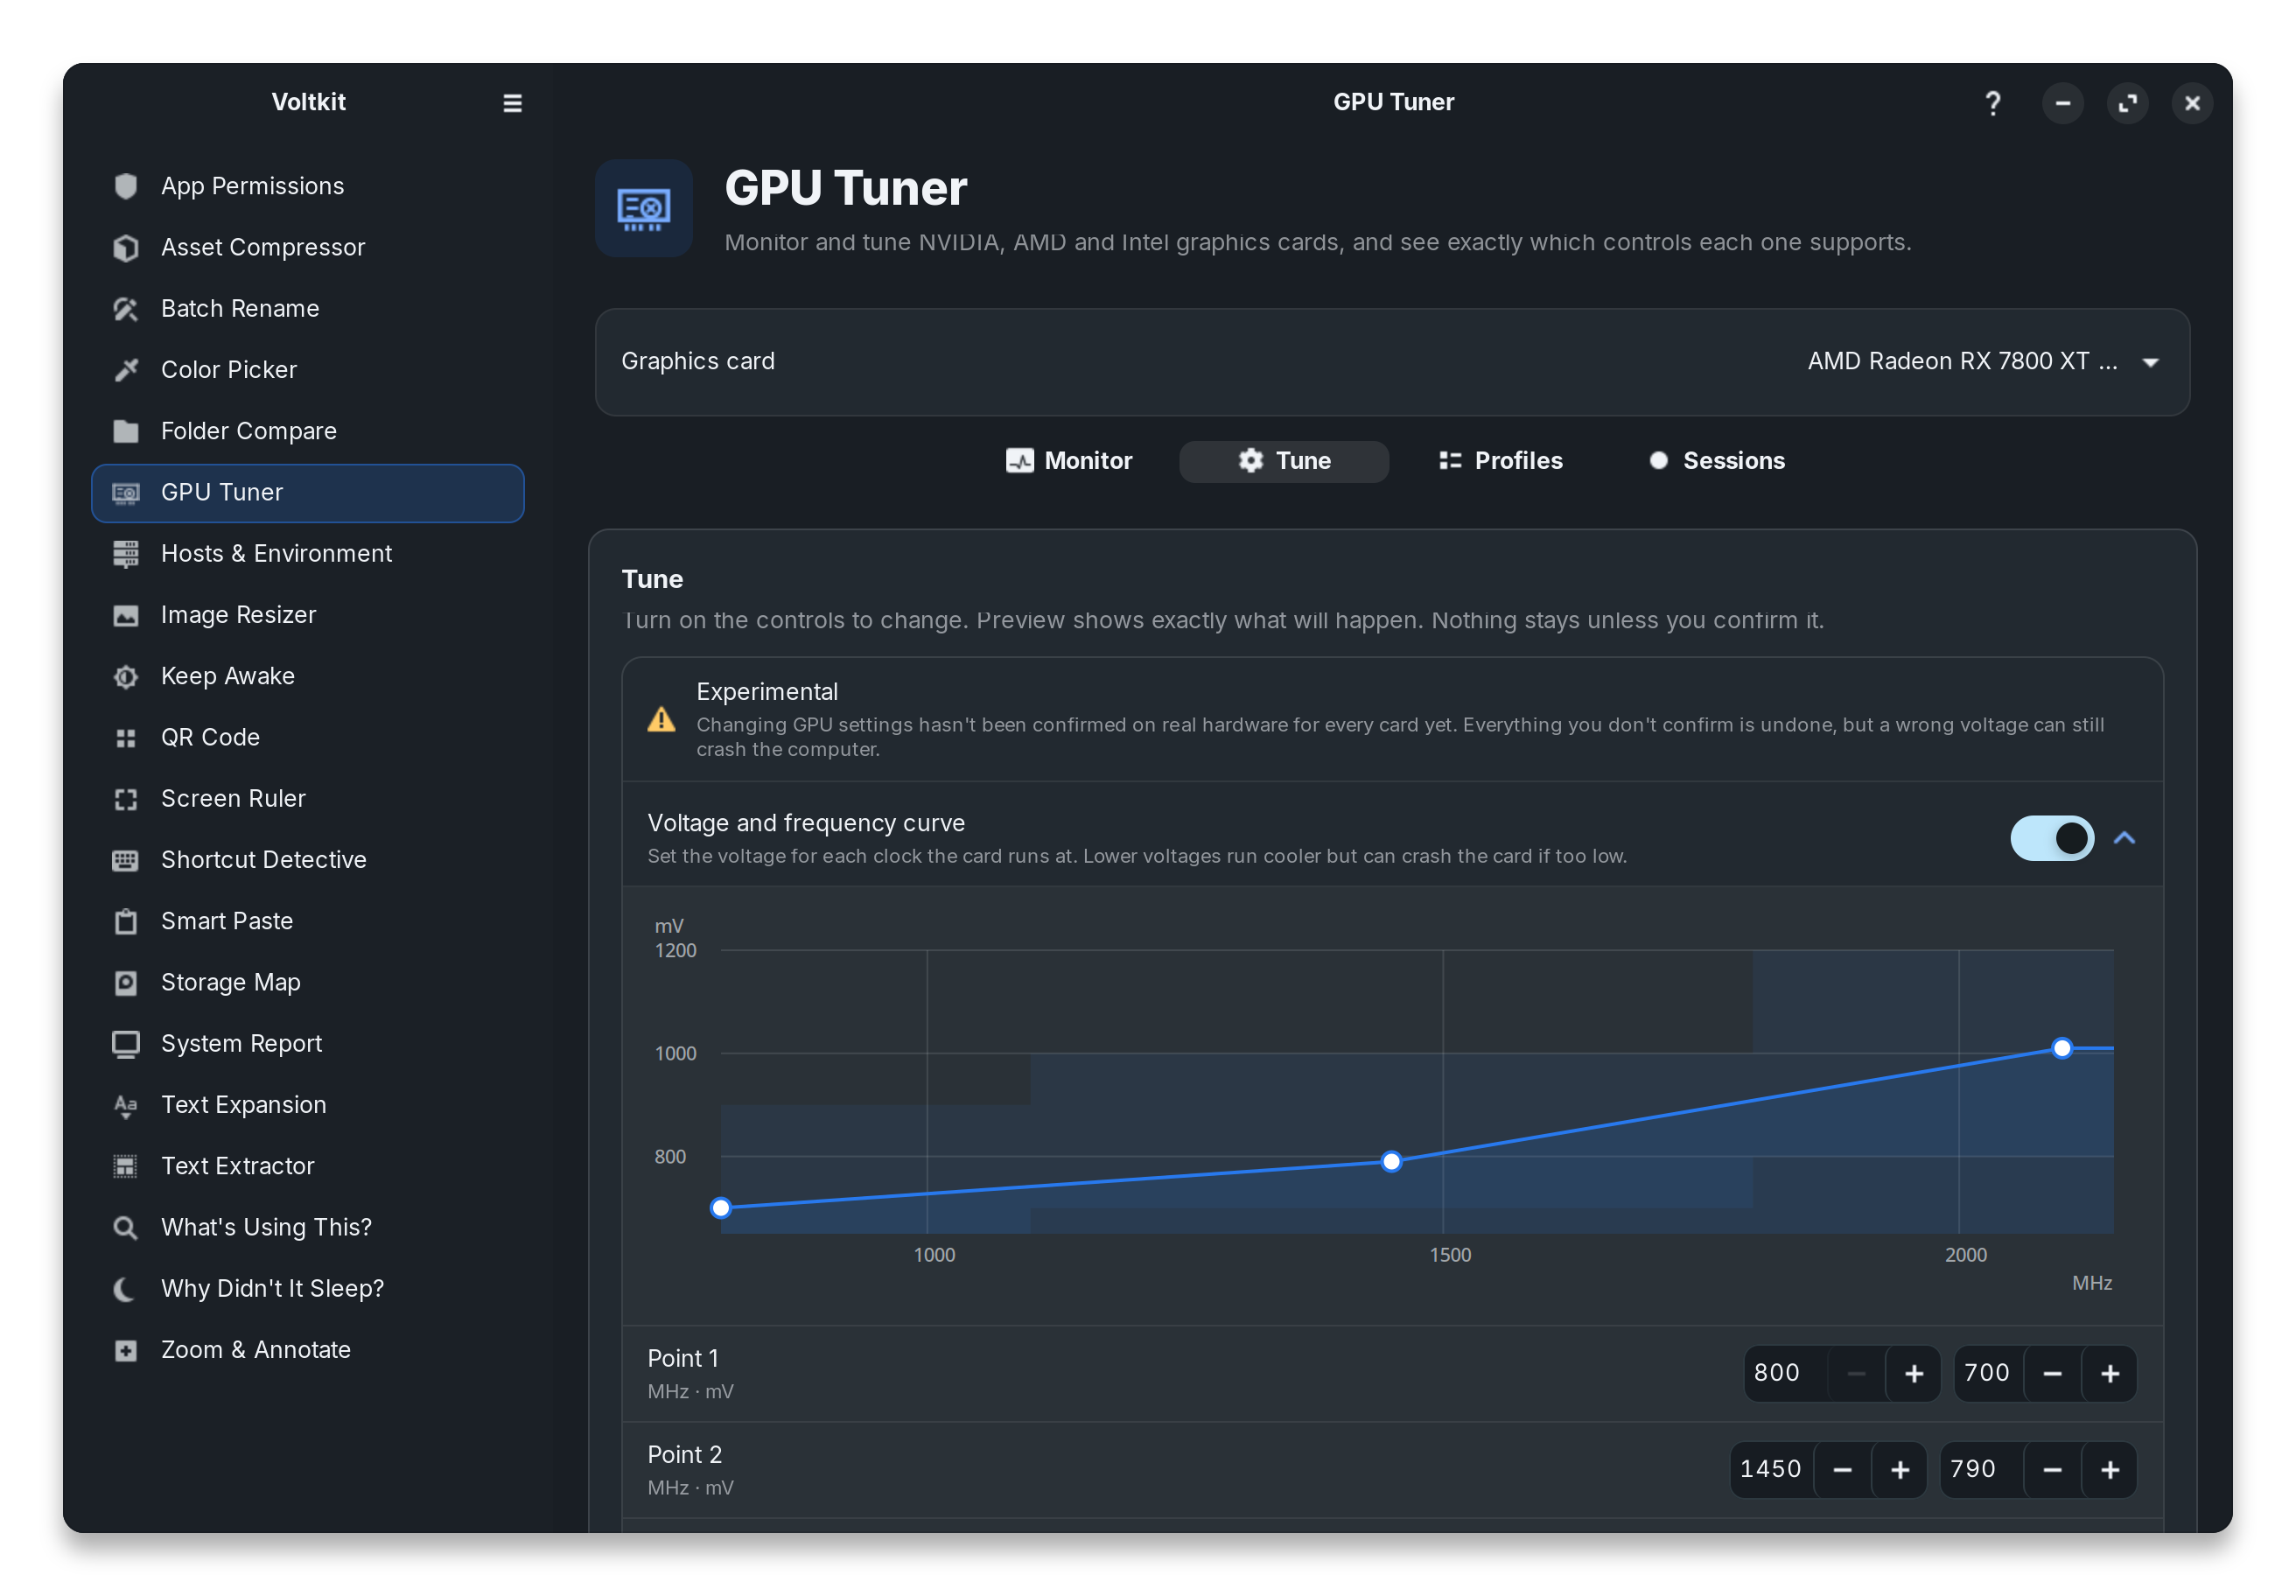 Voltkit
GPU Tuner
?
App Permissions
Asset Compressor
Batch Rename
Color Picker
Folder Compare
GPU Tuner
Hosts & Environment
Image Resizer
Keep Awake
QR Code
Screen Ruler
Shortcut Detective
Smart Paste
Storage Map
System Report
Text Expansion
Text Extractor
What's Using This?
Why Didn't It Sleep?
Zoom & Annotate
GPU Tuner
Monitor and tune NVIDIA, AMD and Intel graphics cards, and see exactly which controls each one supports.
Graphics card
AMD Radeon RX 7800 XT ...
Monitor
Tune
Profiles
Sessions
Tune
Turn on the controls to change. Preview shows exactly what will happen. Nothing stays unless you confirm it.
Experimental
Changing GPU settings hasn't been confirmed on real hardware for every card yet. Everything you don't confirm is undone, but a wrong voltage can still
crash the computer.
Voltage and frequency curve
Set the voltage for each clock the card runs at. Lower voltages run cooler but can crash the card if too low.
mV
1200
1000
800
1000 1500 2000
MHz
Point 1
MHz · mV
800 − + 700 − +
Point 2
MHz · mV
1450 − + 790 − +